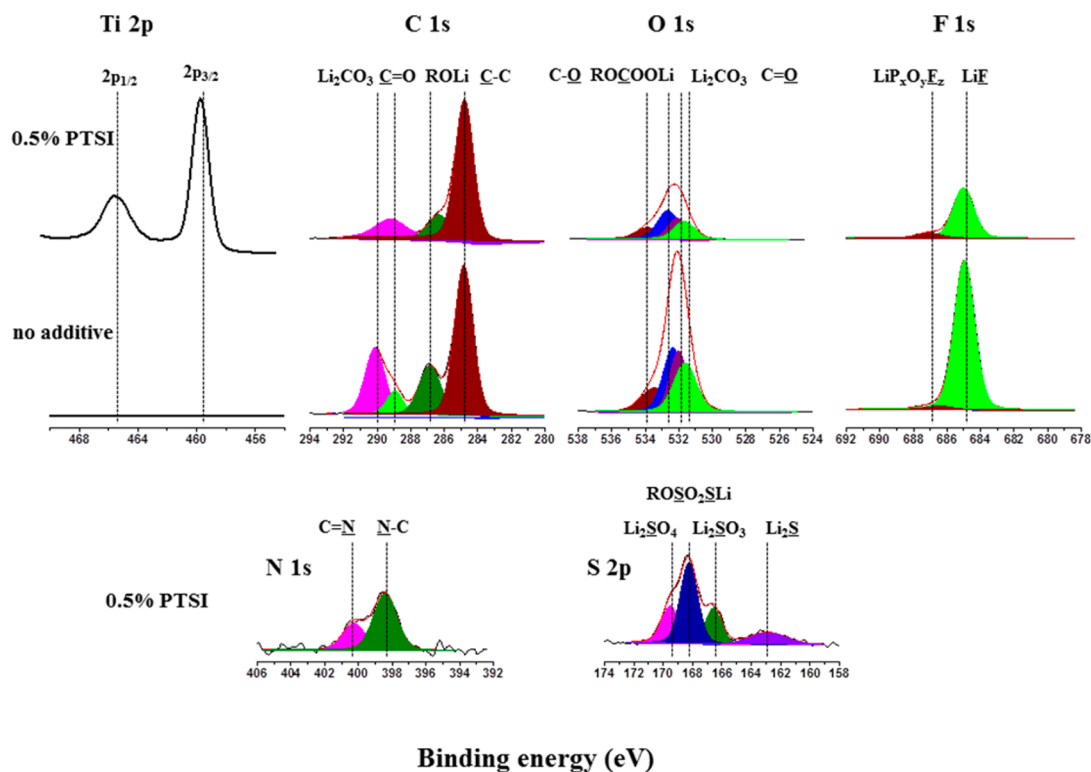 Ti 2p C 1s O 1s F 1s
2p1/2 2p3/2 Li2CO3 C=O ROLi C-C C-O ROCOOLi Li2CO3 C=O LiPxOyFz LiF
0.5% PTSI
no additive
468 464 460 456 294 292 290 288 286 284 282 280 538 536 534 532 530 528 526 524 692 690 688 686 684 682 680 678
ROSO2SLi
C=N N-C Li2SO4 Li2SO3 Li2S
N 1s S 2p
0.5% PTSI
406 404 402 400 398 396 394 392 174 172 170 168 166 164 162 160 158
Binding energy (eV)